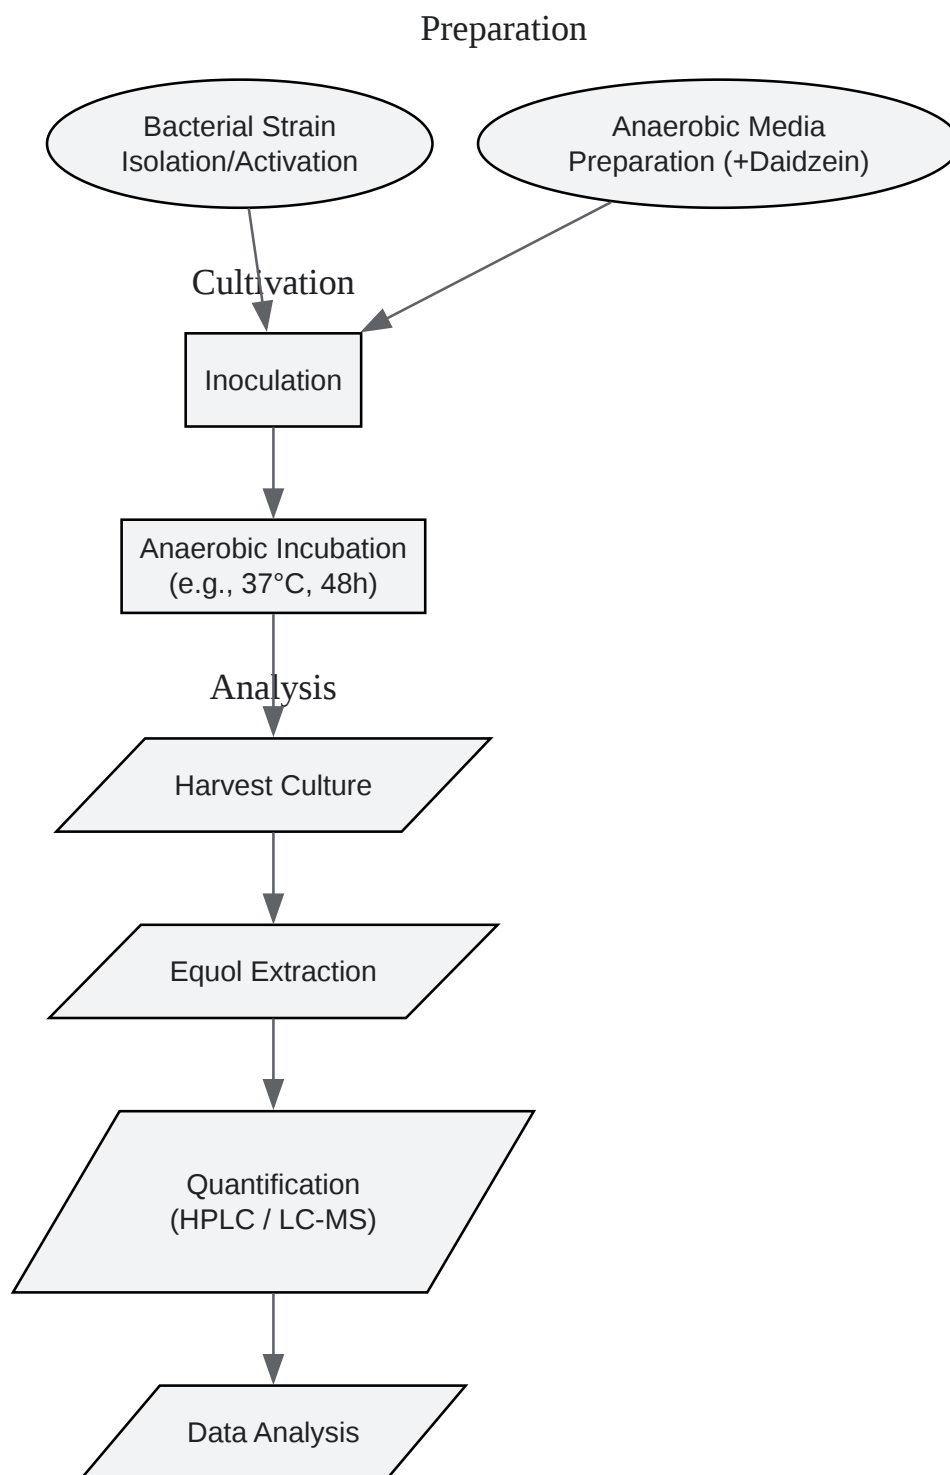 Preparation
Bacterial Strain
Isolation/Activation
Anaerobic Media
Preparation (+Daidzein)
Cultivation
Inoculation
Anaerobic Incubation
(e.g., 37°C, 48h)
Analysis
Harvest Culture
Equol Extraction
Quantification
(HPLC / LC-MS)
Data Analysis